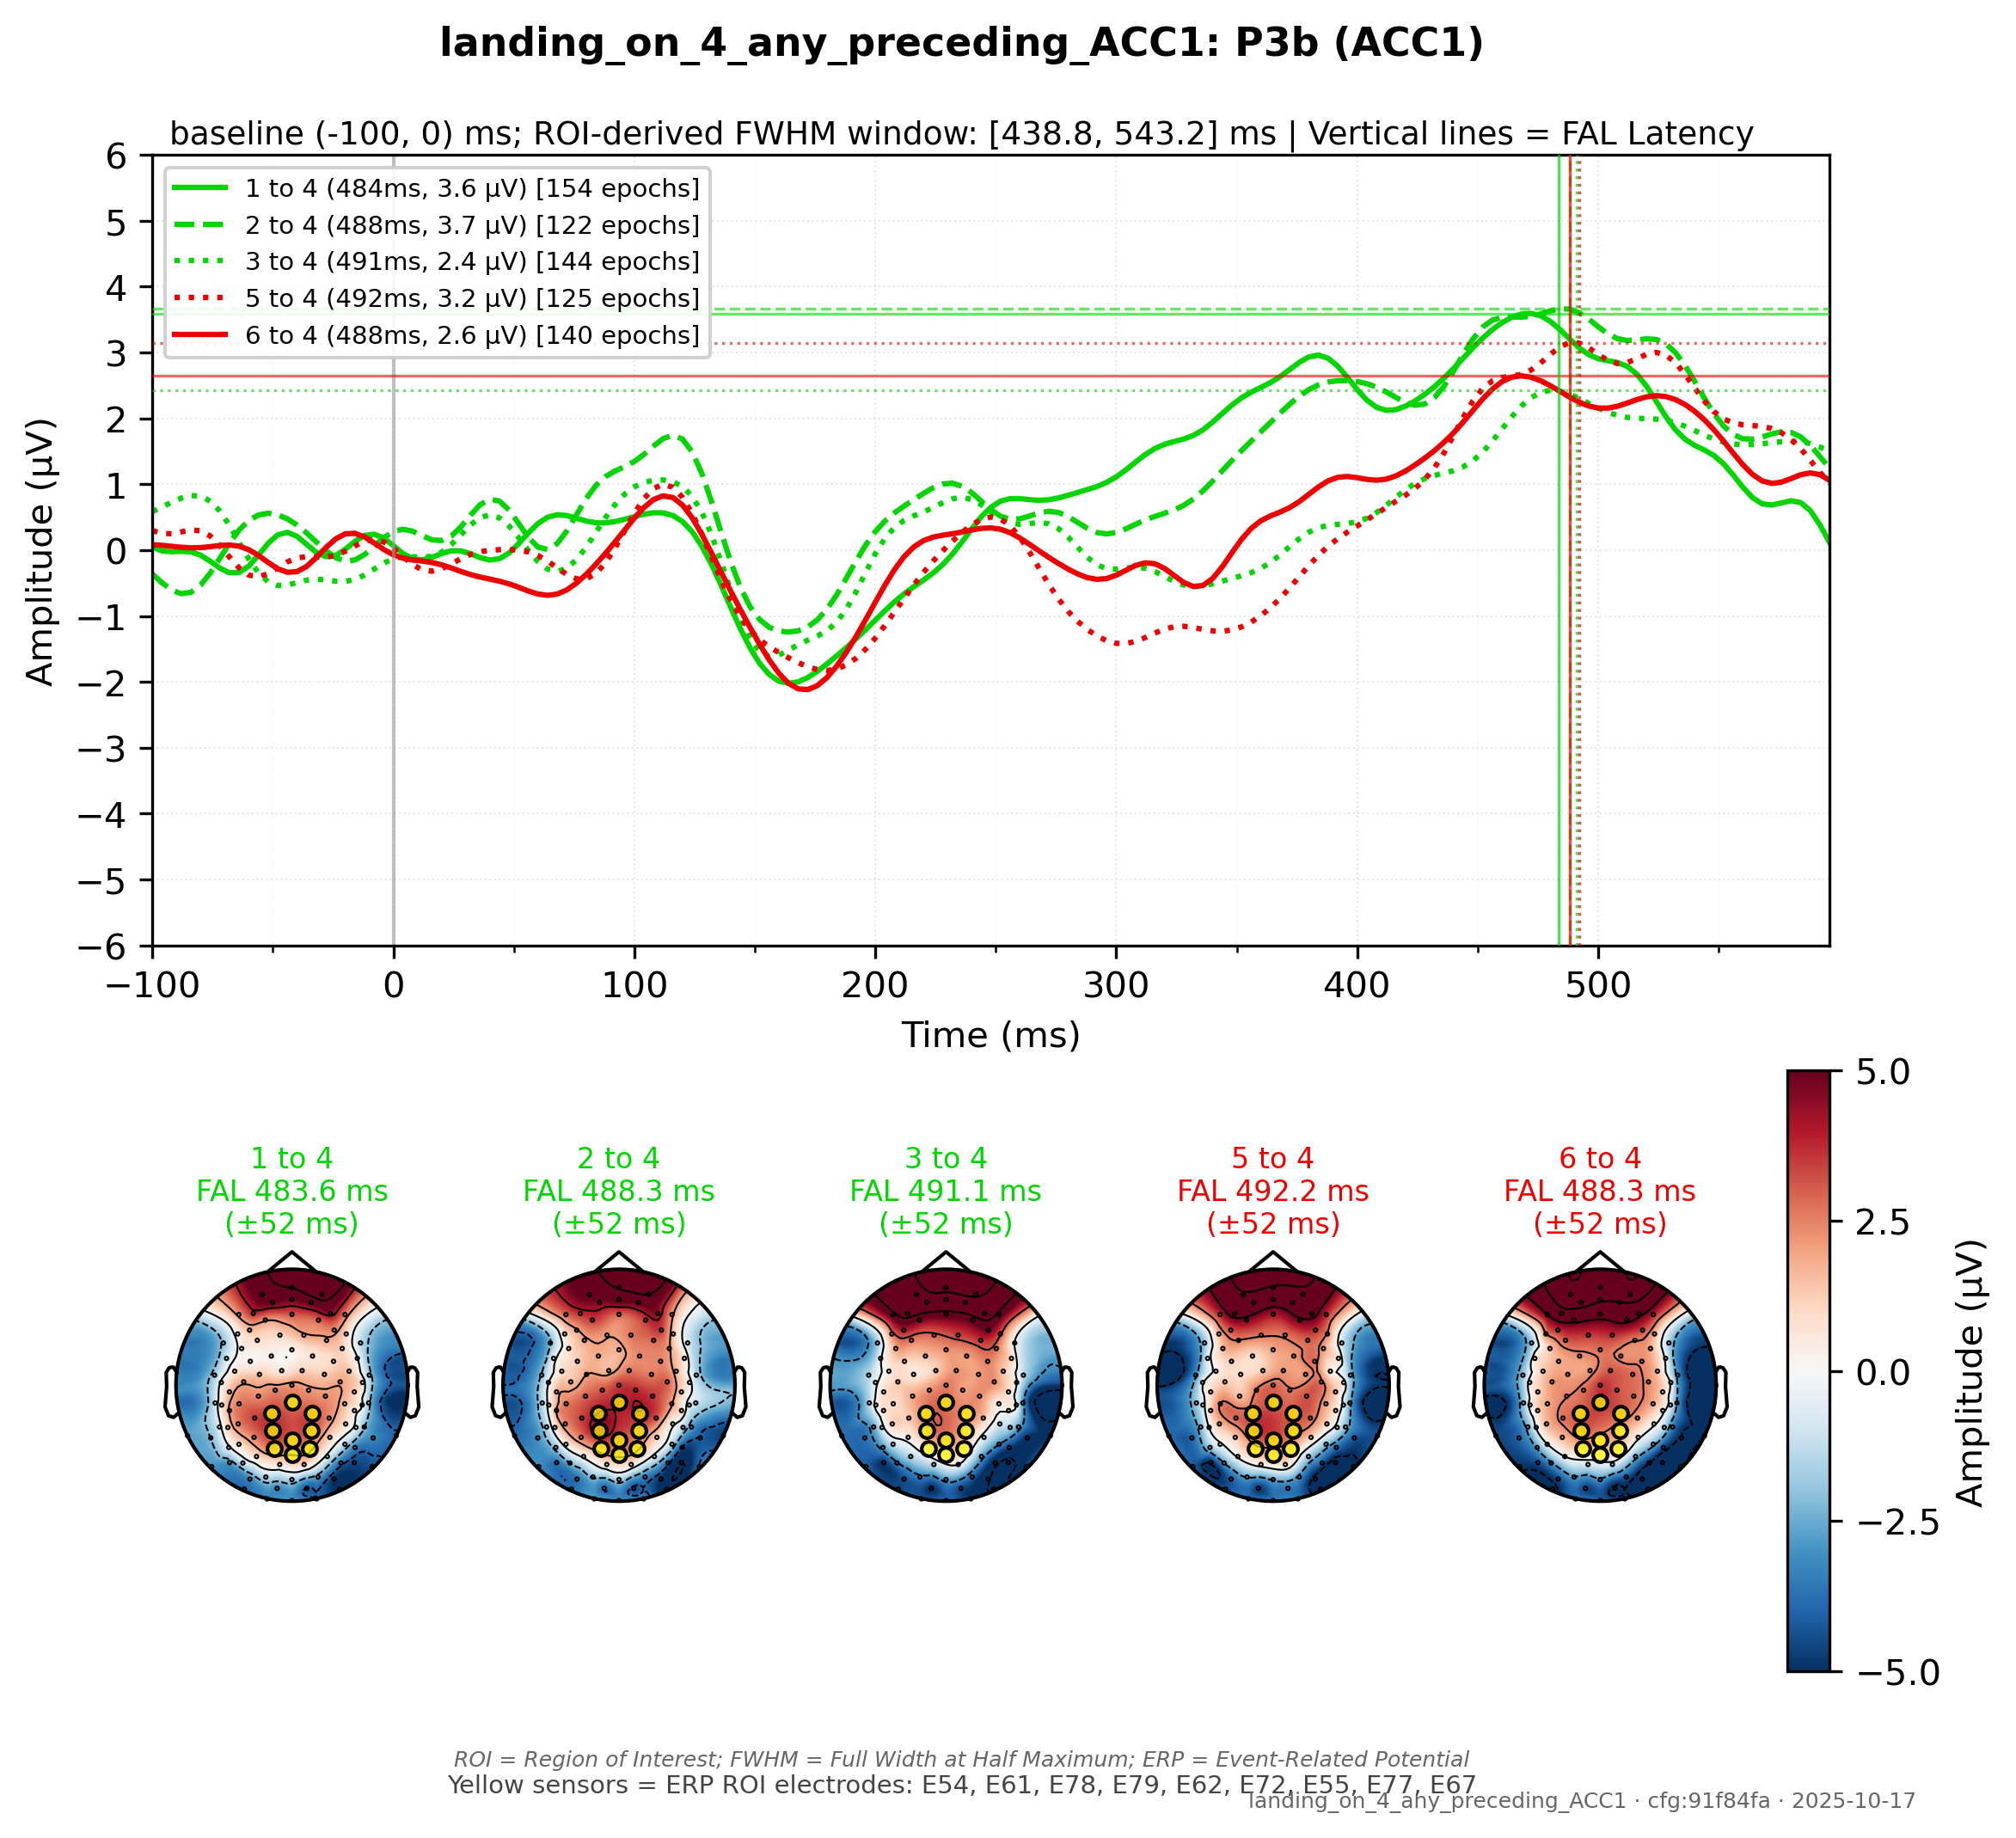 landing_on_4_any_preceding_ACC1: P3b (ACC1)
baseline (-100, 0) ms; ROI-derived FWHM window: [438.8, 543.2] ms | Vertical lines = FAL Latency
1 to 4 (484ms, 3.6 µV) [154 epochs]
2 to 4 (488ms, 3.7 µV) [122 epochs]
3 to 4 (491ms, 2.4 µV) [144 epochs]
5 to 4 (492ms, 3.2 µV) [125 epochs]
6 to 4 (488ms, 2.6 µV) [140 epochs]
Amplitude (µV)
6
5
4
3
2
1
0
−1
−2
−3
−4
−5
−6
−100 0 100 200 300 400 500
Time (ms)
1 to 4
FAL 483.6 ms
(±52 ms)
2 to 4
FAL 488.3 ms
(±52 ms)
3 to 4
FAL 491.1 ms
(±52 ms)
5 to 4
FAL 492.2 ms
(±52 ms)
6 to 4
FAL 488.3 ms
(±52 ms)
5.0
2.5
0.0
−2.5
−5.0
Amplitude (µV)
ROI = Region of Interest; FWHM = Full Width at Half Maximum; ERP = Event-Related Potential
Yellow sensors = ERP ROI electrodes: E54, E61, E78, E79, E62, E72, E55, E77, E67
landing_on_4_any_preceding_ACC1 · cfg:91f84fa · 2025-10-17